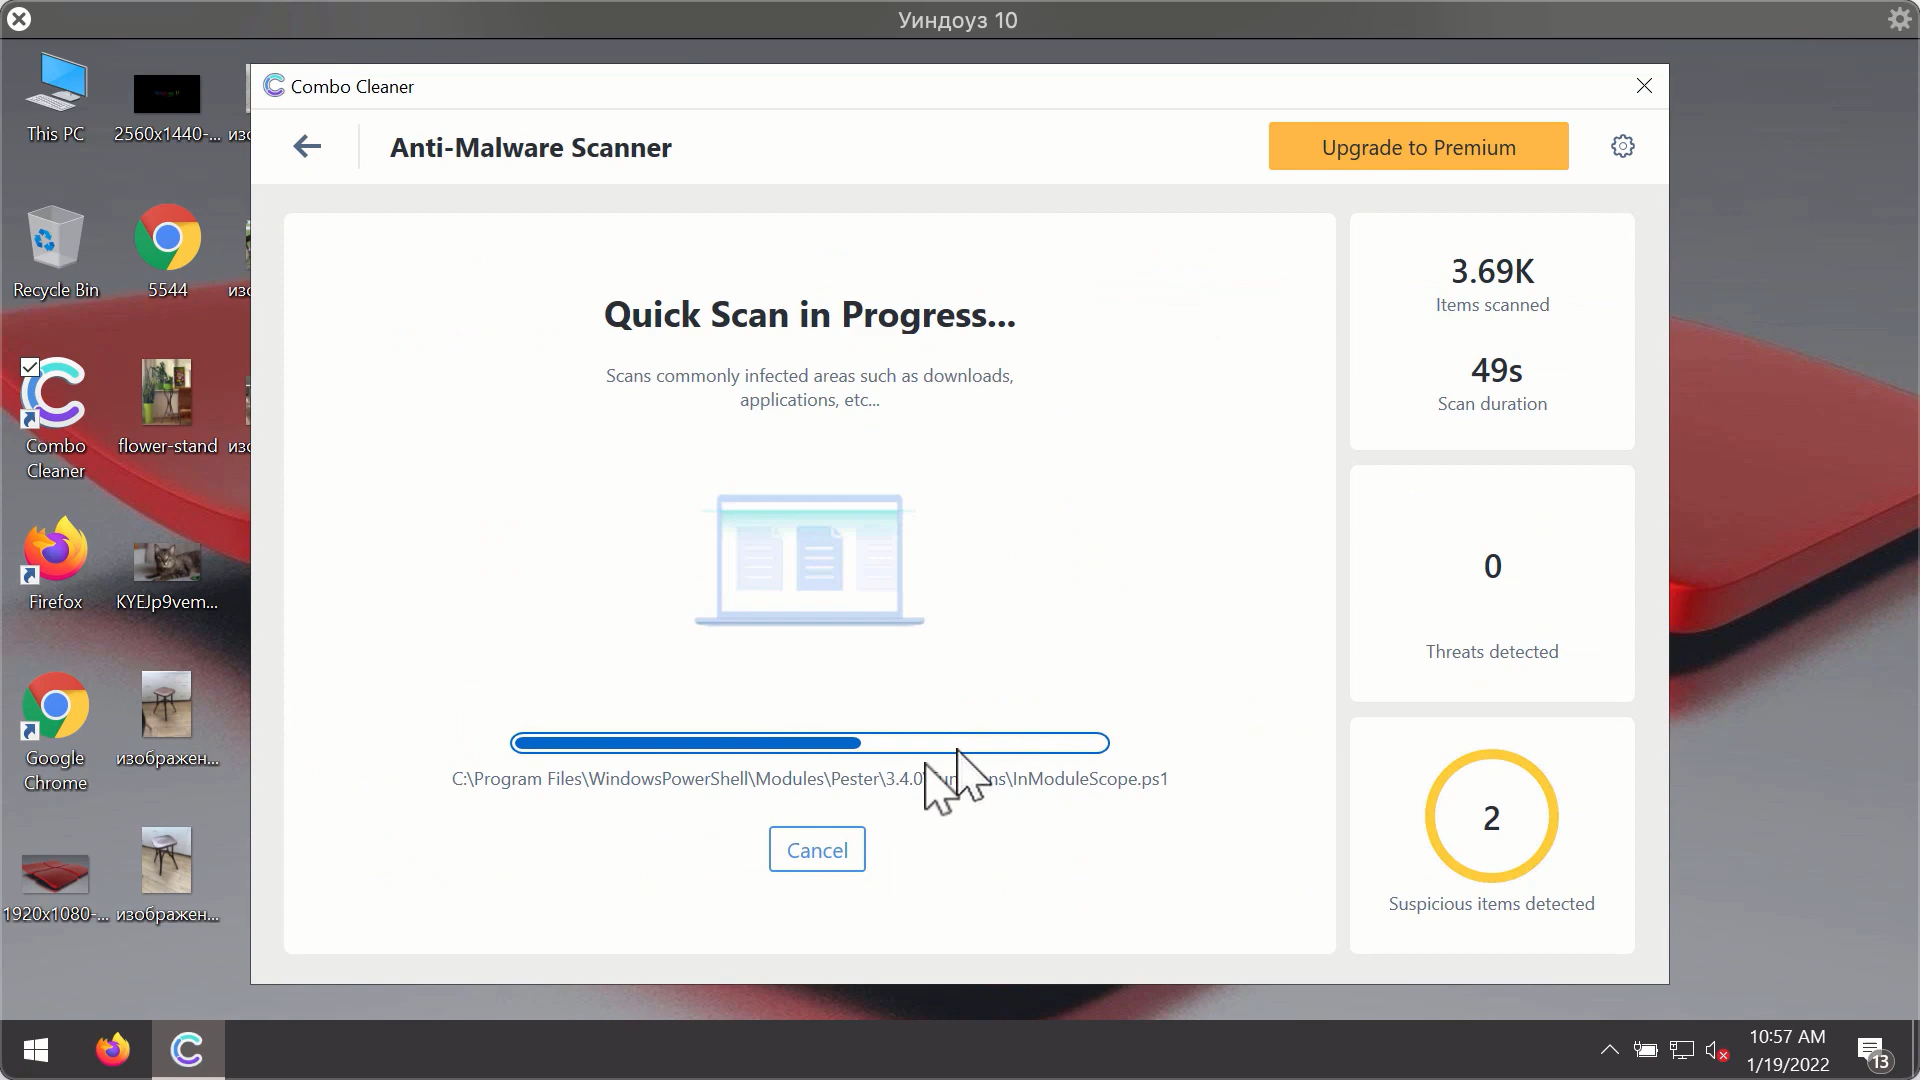 Уиндоуз 10
This PC
2560x1440-...
изо
Combo Cleaner
Anti-Malware Scanner
Upgrade to Premium
Recycle Bin
5544
изо
Quick Scan in Progress...
Scans commonly infected areas such as downloads,
applications, etc...
3.69K
Items scanned
49s
Scan duration
Combo
Cleaner
flower-stand
изо
0
Threats detected
Firefox
KYEJp9vem...
Google
Chrome
изображен...
C:\Program Files\WindowsPowerShell\Modules\Pester\3.4.0\ ns\InModuleScope.ps1
Cancel
2
Suspicious items detected
1920x1080-...
изображен...
10:57 AM
1/19/2022
13